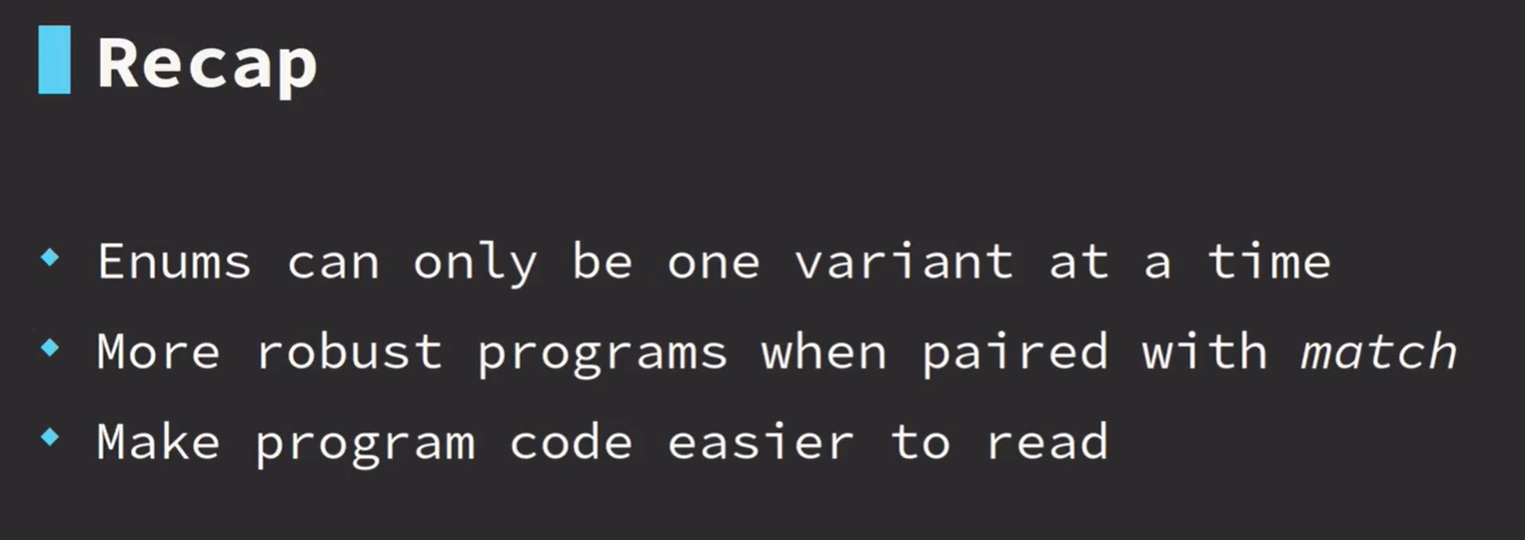 Recap
Enums can only be one variant at a time
More robust programs when paired with match
Make program code easier to read